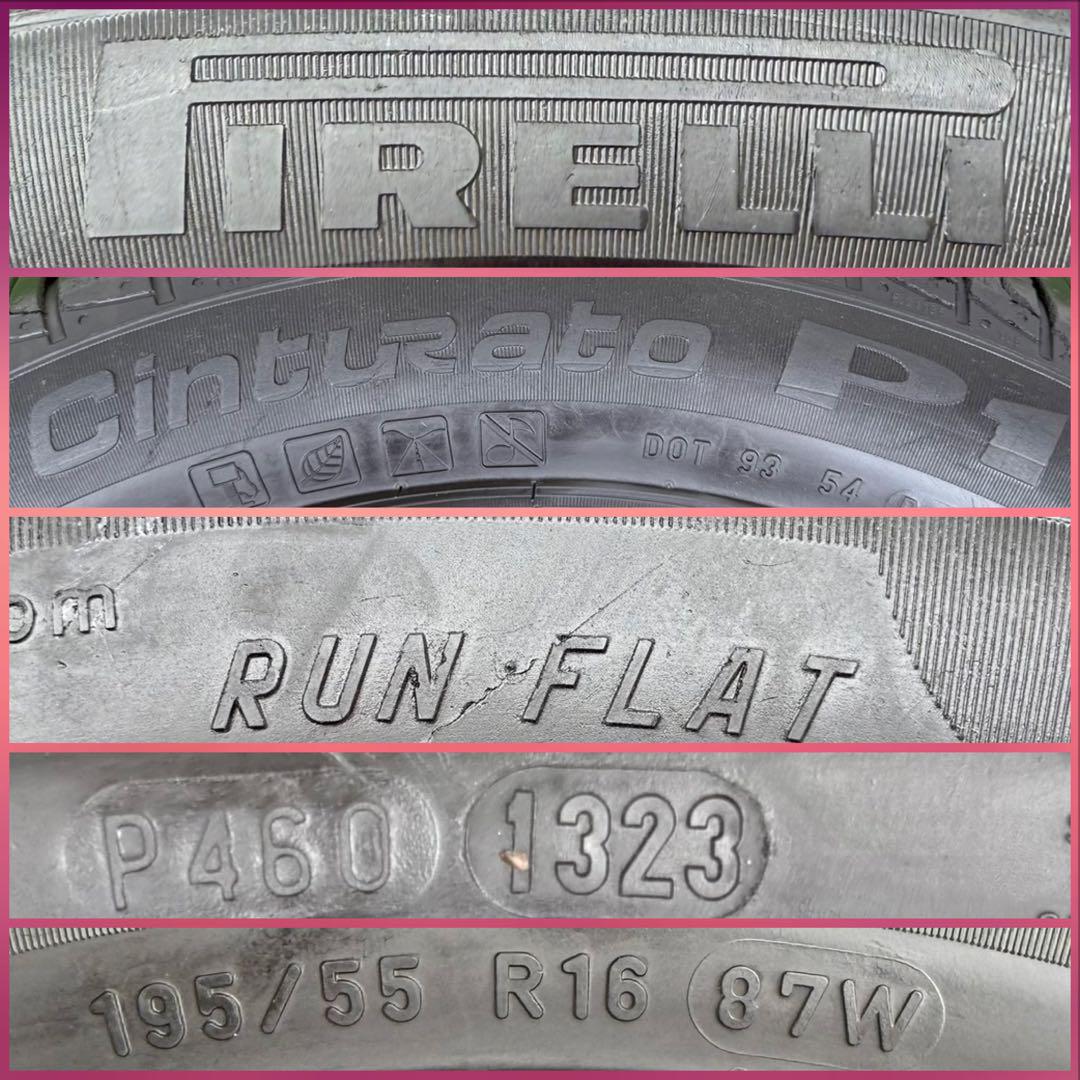 PIRELLI
Cinturato P1
DOT 93 54
RUN FLAT
P460 1323
195/55 R16 87W